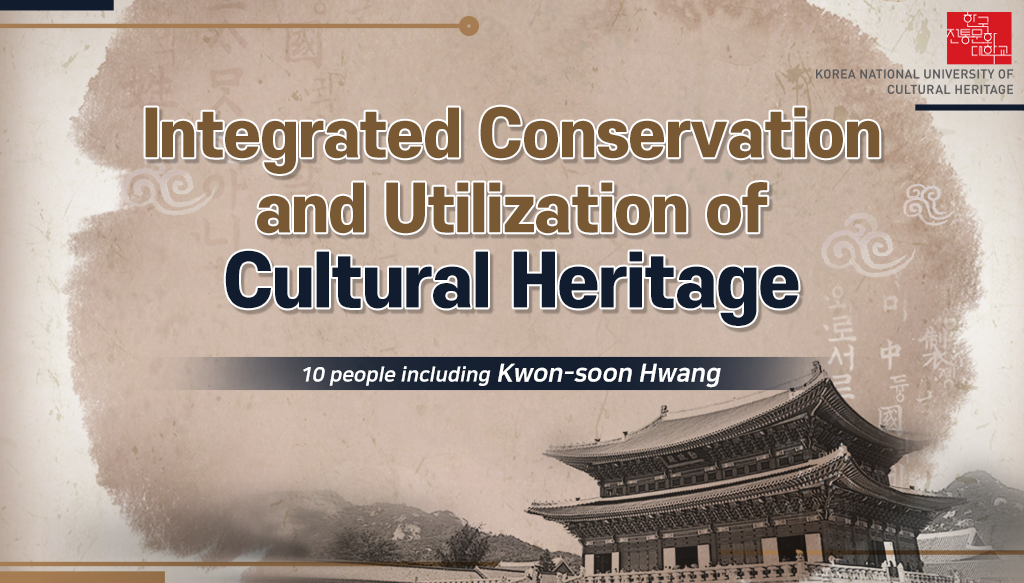 한국
전통문화
대학교
KOREA NATIONAL UNIVERSITY OF
CULTURAL HERITAGE
Integrated Conservation
and Utilization of
Cultural Heritage
10 people including Kwon-soon Hwang